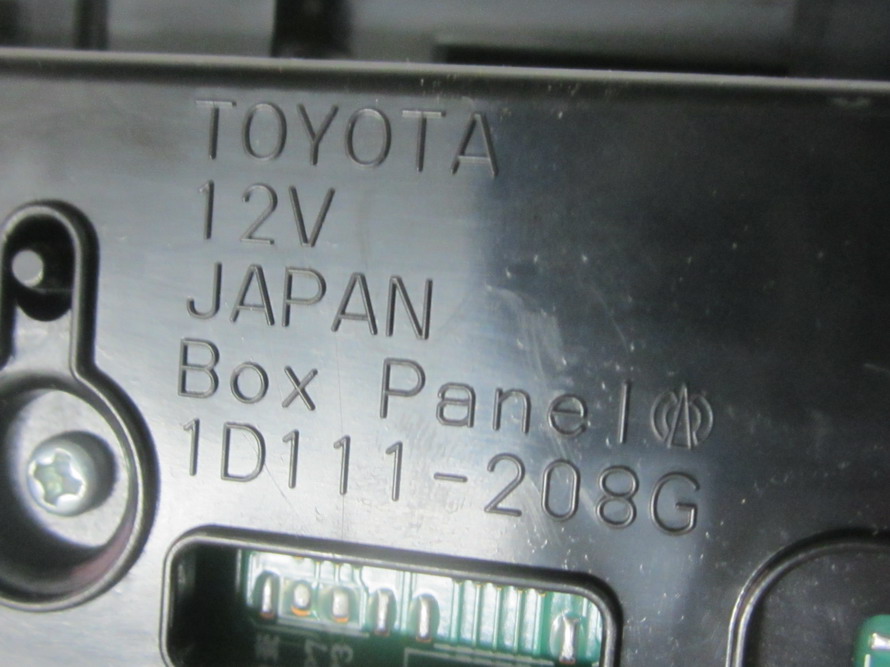 TOYOTA
12V
JAPAN
Box Panel
1D111-208G